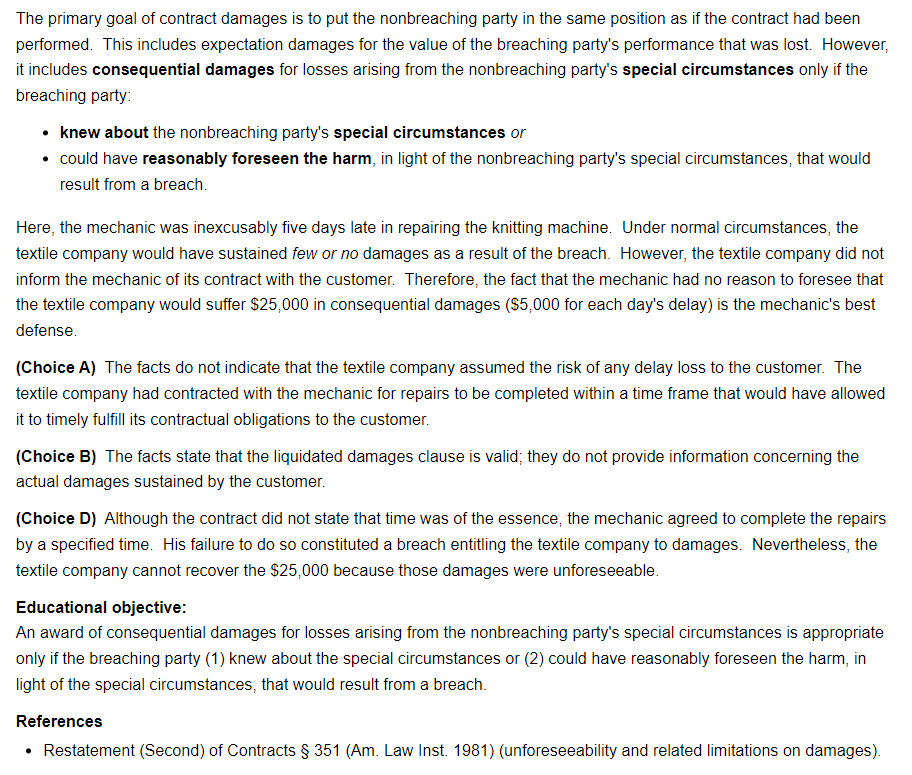 The primary goal of contract damages is to put the nonbreaching party in the same position as if the contract had been
performed. This includes expectation damages for the value of the breaching party's performance that was lost. However,
it includes consequential damages for losses arising from the nonbreaching party's special circumstances only if the
breaching party:
• knew about the nonbreaching party's special circumstances or
• could have reasonably foreseen the harm, in light of the nonbreaching party's special circumstances, that would
result from a breach.
Here, the mechanic was inexcusably five days late in repairing the knitting machine. Under normal circumstances, the
textile company would have sustained few or no damages as a result of the breach. However, the textile company did not
inform the mechanic of its contract with the customer. Therefore, the fact that the mechanic had no reason to foresee that
the textile company would suffer $25,000 in consequential damages ($5,000 for each day's delay) is the mechanic's best
defense.
(Choice A) The facts do not indicate that the textile company assumed the risk of any delay loss to the customer. The
textile company had contracted with the mechanic for repairs to be completed within a time frame that would have allowed
it to timely fulfill its contractual obligations to the customer.
(Choice B) The facts state that the liquidated damages clause is valid; they do not provide information concerning the
actual damages sustained by the customer.
(Choice D) Although the contract did not state that time was of the essence, the mechanic agreed to complete the repairs
by a specified time. His failure to do so constituted a breach entitling the textile company to damages. Nevertheless, the
textile company cannot recover the $25,000 because those damages were unforeseeable.
Educational objective:
An award of consequential damages for losses arising from the nonbreaching party's special circumstances is appropriate
only if the breaching party (1) knew about the special circumstances or (2) could have reasonably foreseen the harm, in
light of the special circumstances, that would result from a breach.
References
• Restatement (Second) of Contracts § 351 (Am. Law Inst. 1981) (unforeseeability and related limitations on damages).